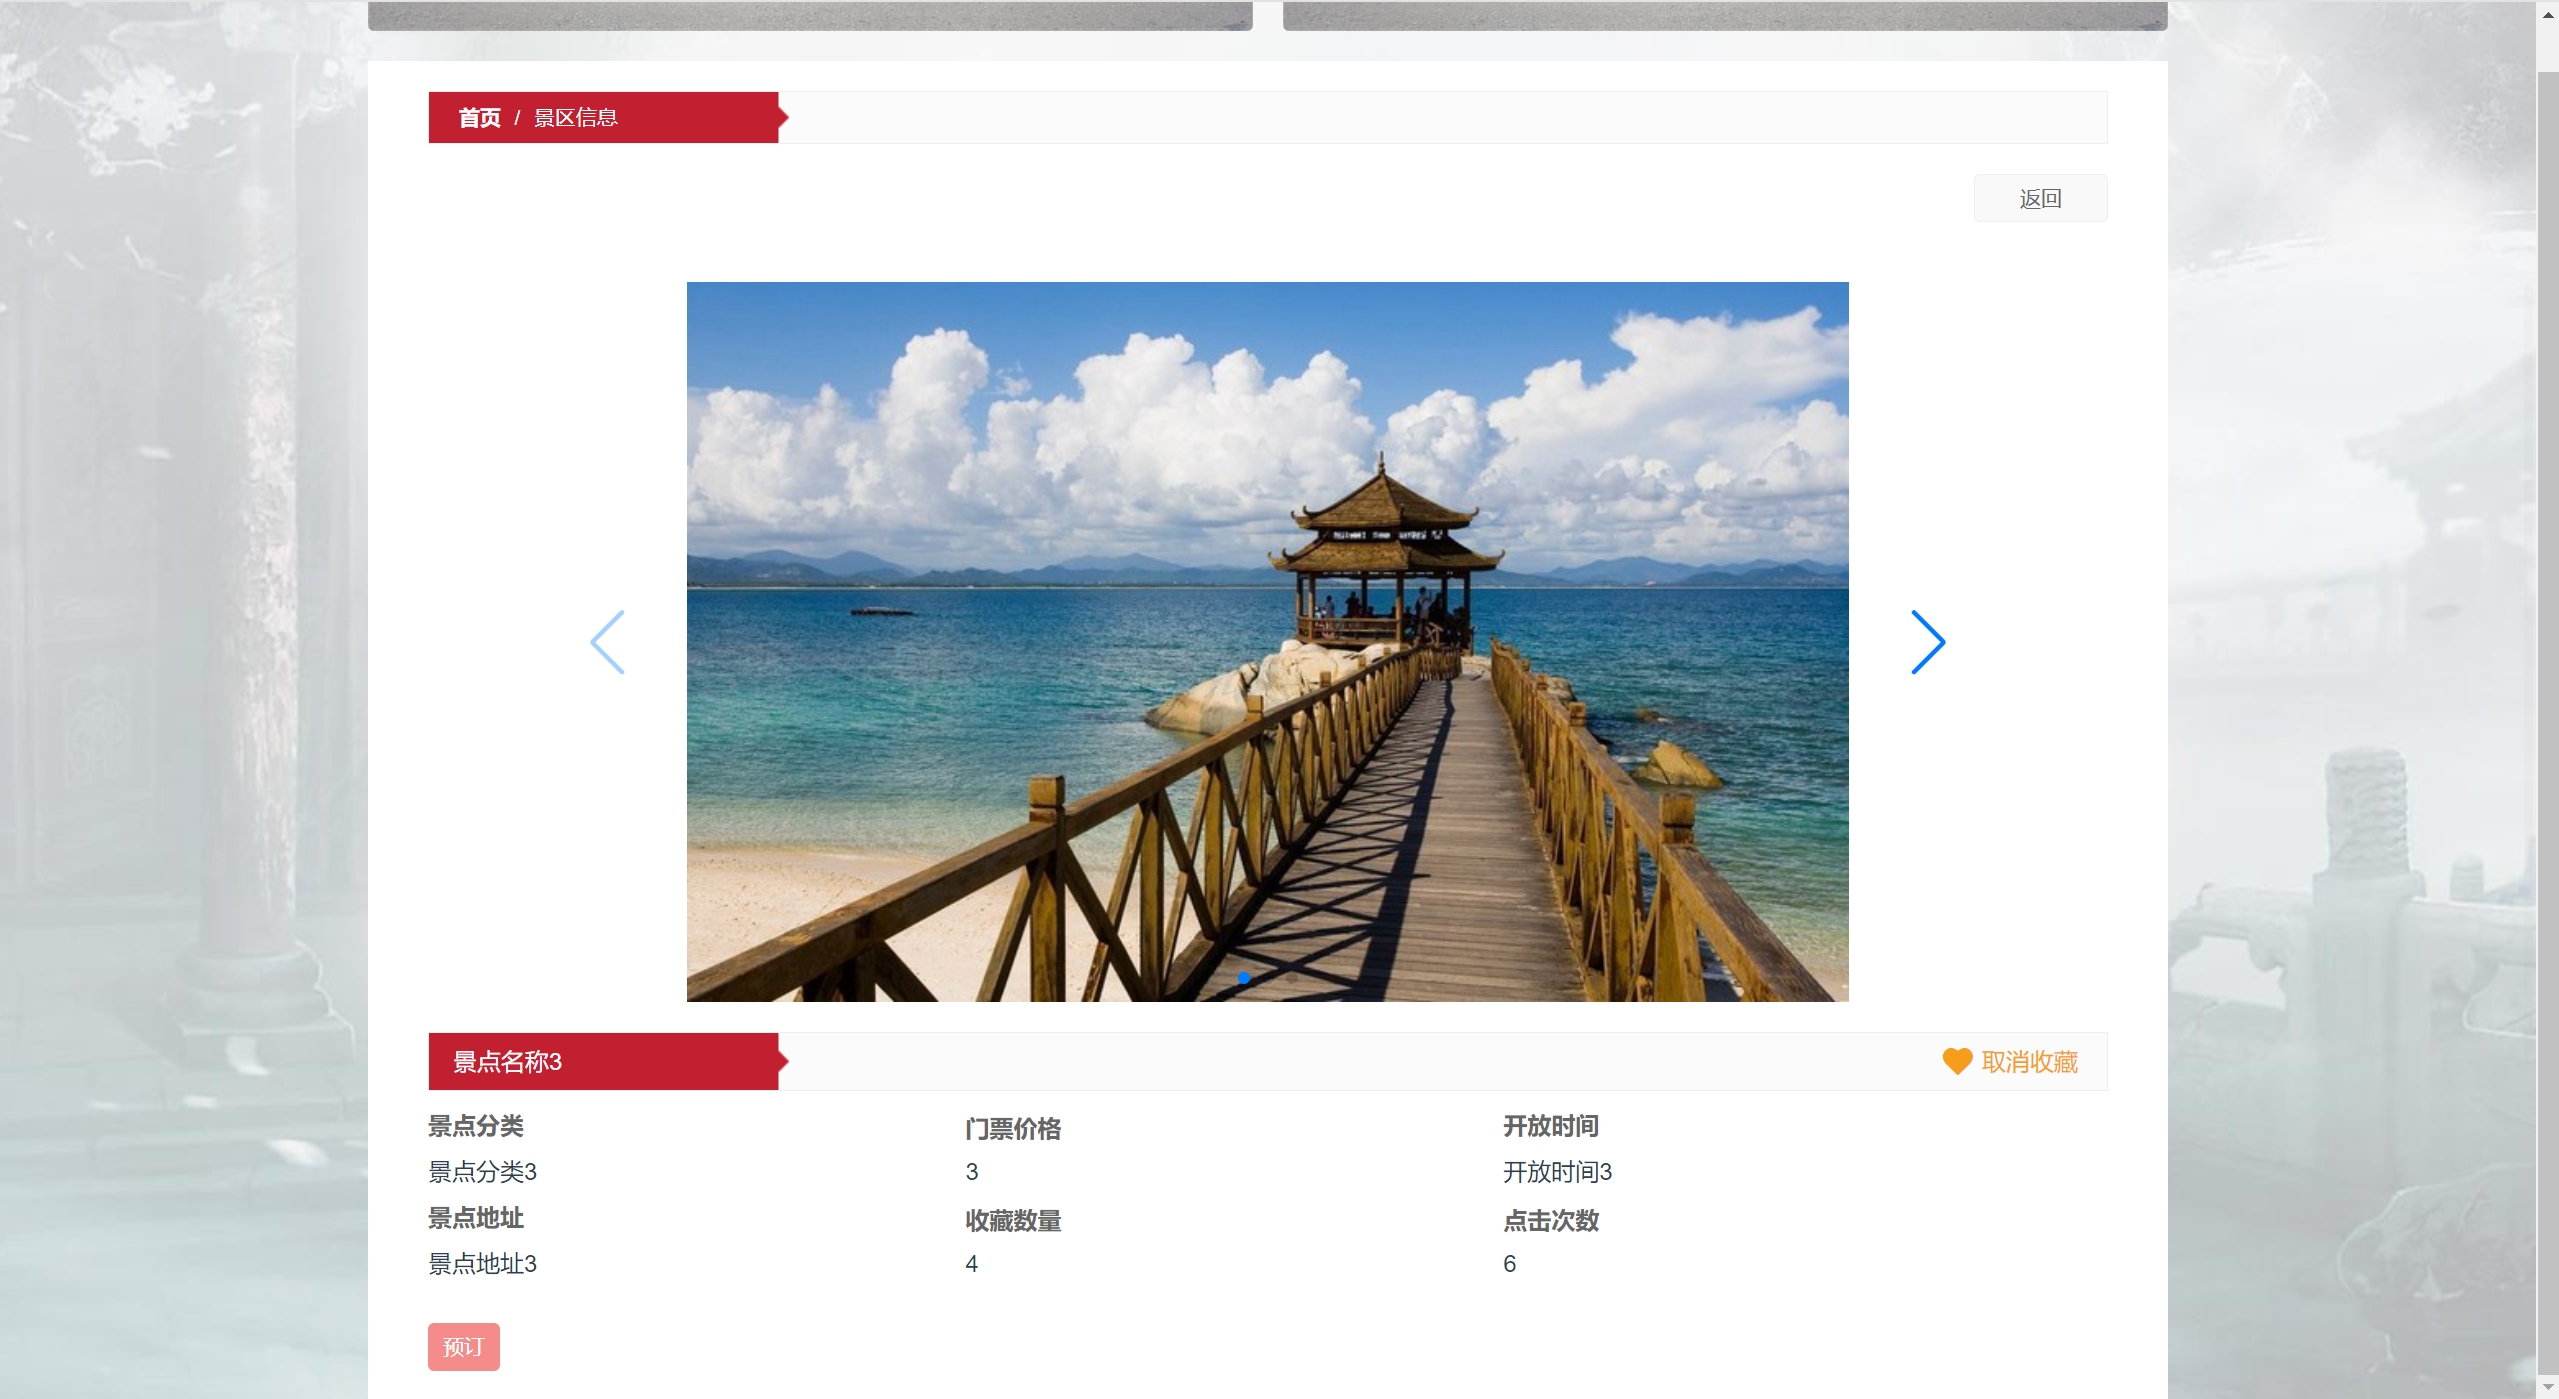 首页 / 景区信息
返回
景点名称3
取消收藏
景点分类
门票价格
开放时间
景点分类3
3
开放时间3
景点地址
收藏数量
点击次数
景点地址3
4
6
预订